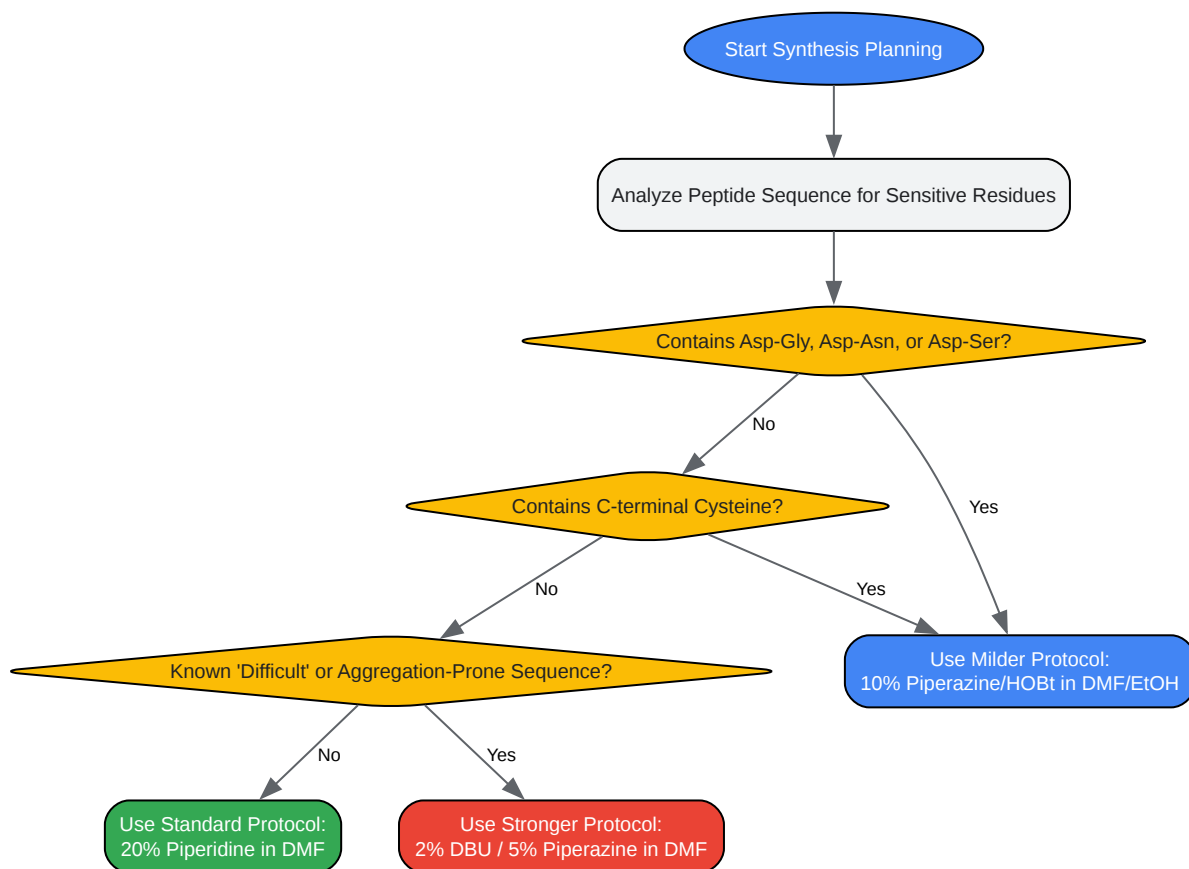 Start Synthesis Planning
Analyze Peptide Sequence for Sensitive Residues
Contains Asp-Gly, Asp-Asn, or Asp-Ser?
No
Yes
Contains C-terminal Cysteine?
No
Yes
Known 'Difficult' or Aggregation-Prone Sequence?
Use Milder Protocol:
10% Piperazine/HOBt in DMF/EtOH
No
Yes
Use Standard Protocol:
20% Piperidine in DMF
Use Stronger Protocol:
2% DBU / 5% Piperazine in DMF